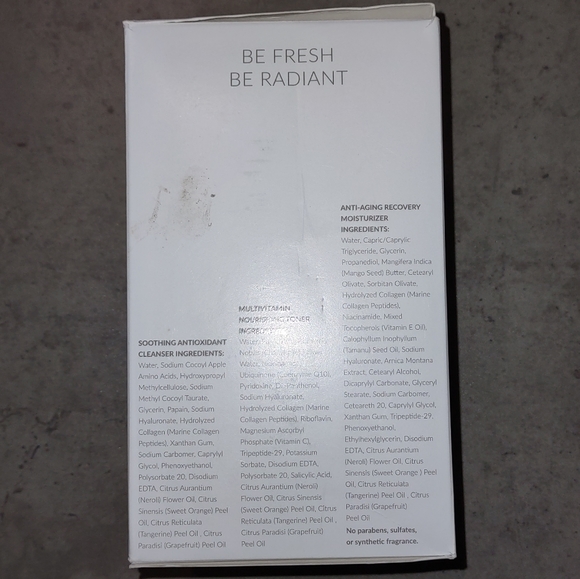 BE FRESH
BE RADIANT
SOOTHING ANTIOXIDANT
CLEANSER INGREDIENTS:
Water, Sodium Cocoyl Apple
Amino Acids, Hydroxypropyl
Methylcellulose, Sodium
Methyl Cocoyl Taurate,
Glycerin, Papain, Sodium
Hyaluronate, Hydrolyzed
Collagen (Marine Collagen
Peptides), Xanthan Gum,
Sodium Carbomer, Caprylyl
Glycol, Phenoxyethanol,
Polysorbate 20, Disodium
EDTA, Citrus Aurantium
(Neroli) Flower Oil, Citrus
Sinensis (Sweet Orange) Peel
Oil, Citrus Reticulata
(Tangerine) Peel Oil , Citrus
Paradisi (Grapefruit) Peel Oil
MULTIVITAMIN
NOURISHING TONER
Water,
Ubiquinone (Coenzyme Q10),
Pyridoxine, D- Panthenol,
Sodium Hyaluronate,
Hydrolyzed Collagen (Marine
Collagen Peptides), Riboflavin,
Magnesium Ascorbyl
Phosphate (Vitamin C),
Tripeptide-29, Potassium
Sorbate, Disodium EDTA,
Polysorbate 20, Salicylic Acid,
Citrus Aurantium (Neroli)
Flower Oil, Citrus Sinensis
(Sweet Orange) Peel Oil, Citrus
Reticulata (Tangerine) Peel Oil ,
Citrus Paradisi (Grapefruit)
Peel Oil
ANTI-AGING RECOVERY
MOISTURIZER
INGREDIENTS:
Water, Capric/Caprylic
Triglyceride, Glycerin,
Propanediol, Mangifera Indica
(Mango Seed) Butter, Cetearyl
Olivate, Sorbitan Olivate,
Hydrolyzed Collagen (Marine
Collagen Peptides),
Niacinamide, Mixed
Tocopherols, (Vitamin E Oil),
Calophyllum Inophyllum
(Tamanu) Seed Oil, Sodium
Hyaluronate, Arnica Montana
Extract, Cetearyl Alcohol,
Dicaprylyl Carbonate, Glyceryl
Stearate, Sodium Carbomer,
Ceteareth 20, Caprylyl Glycol,
Xanthan Gum, Tripeptide-29,
Phenoxyethanol,
Ethylhexylglycerin, Disodium
EDTA, Citrus Aurantium
(Neroli) Flower Oil, Citrus
Sinensis (Sweet Orange ) Peel
Oil, Citrus Reticulata
(Tangerine) Peel Oil, Citrus
Paradisi (Grapefruit)
Peel Oil
No parabens, sulfates,
or synthetic fragrance.